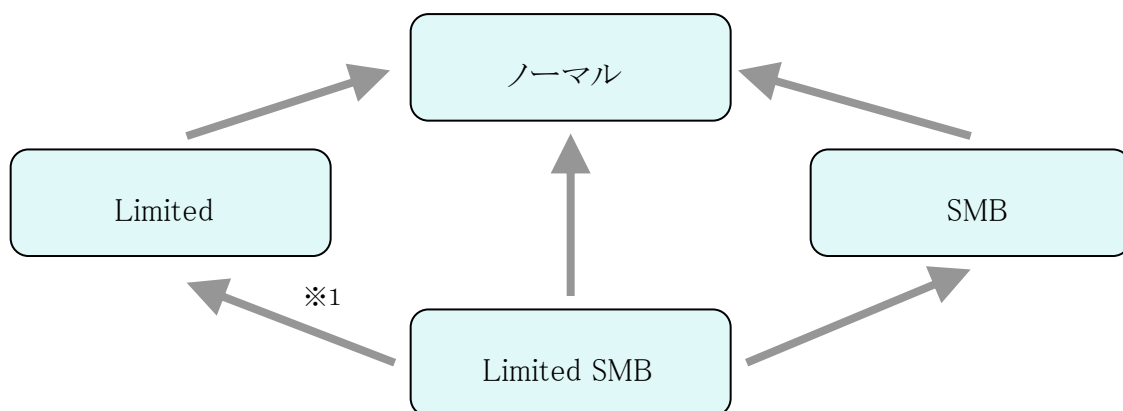 ノーマル
Limited
SMB
※1
Limited SMB